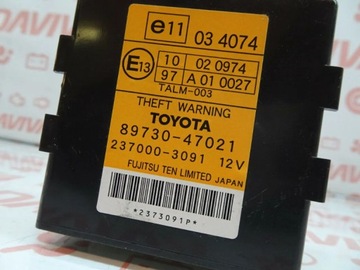 e11 03 4074
E13 10 02 0974
97 A 01 0027
TALM-003
THEFT WARNING
TOYOTA
89730-47021
237000-3091 12V
FUJITSU TEN LIMITED JAPAN
*2373091P*